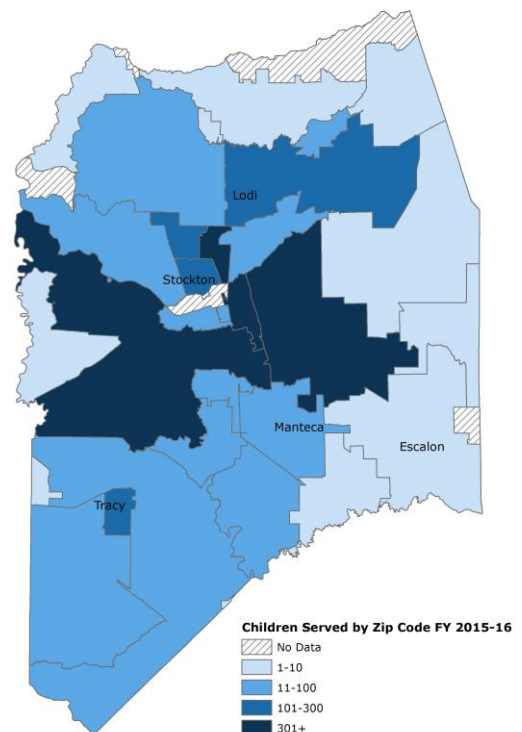 Lodi
Stockton
Manteca
Escalon
Tracy
Children Served by Zip Code FY 2015-16
No Data
1-10
11-100
101-300
301+